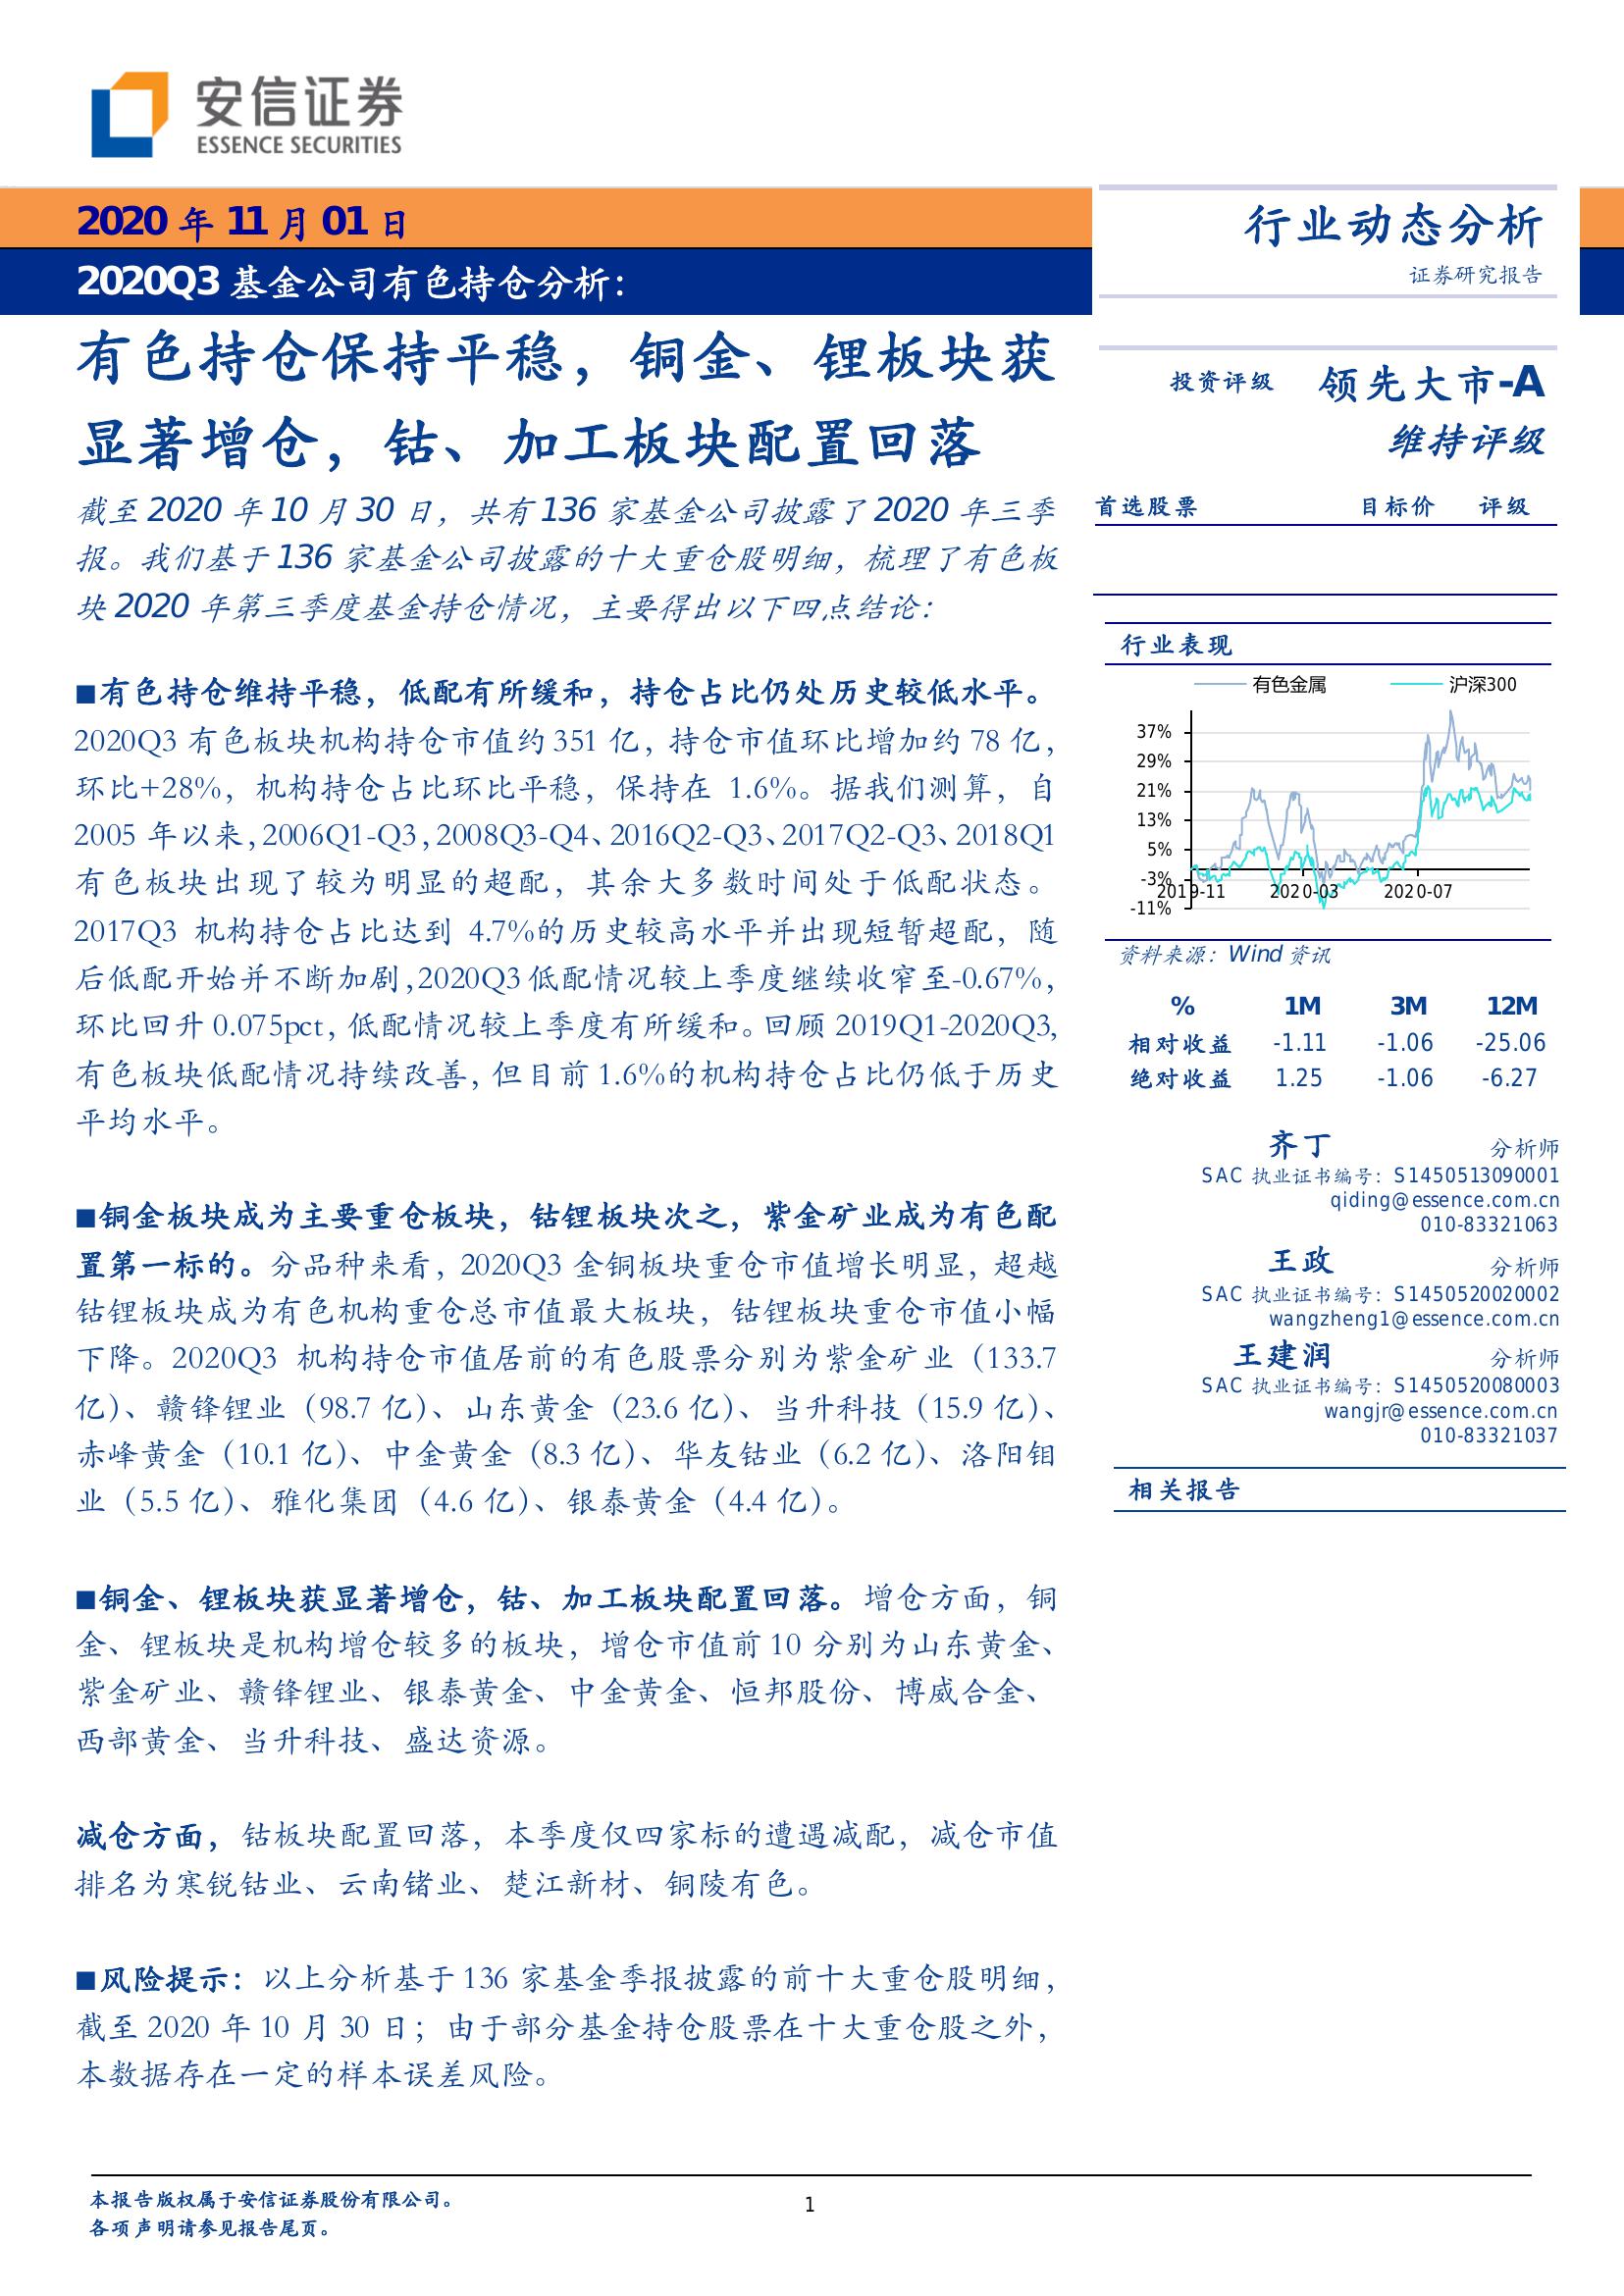 安信证券
ESSENCE SECURITIES
2020 年 11 月 01 日
2020Q3 基金公司有色持仓分析：
有色持仓保持平稳，铜金、锂板块获
显著增仓，钴、加工板块配置回落
截至 2020 年 10 月 30 日，共有 136 家基金公司披露了 2020 年三季
报。我们基于 136 家基金公司披露的十大重仓股明细，梳理了有色板
块 2020 年第三季度基金持仓情况，主要得出以下四点结论：
■有色持仓维持平稳，低配有所缓和，持仓占比仍处历史较低水平。
2020Q3 有色板块机构持仓市值约 351 亿，持仓市值环比增加约 78 亿，
环比+28%，机构持仓占比环比平稳，保持在 1.6%。据我们测算，自
2005 年以来，2006Q1-Q3，2008Q3-Q4、2016Q2-Q3、2017Q2-Q3、2018Q1
有色板块出现了较为明显的超配，其余大多数时间处于低配状态。
2017Q3 机构持仓占比达到 4.7%的历史较高水平并出现短暂超配，随
后低配开始并不断加剧，2020Q3 低配情况较上季度继续收窄至-0.67%，
环比回升 0.075pct，低配情况较上季度有所缓和。回顾 2019Q1-2020Q3，
有色板块低配情况持续改善，但目前 1.6%的机构持仓占比仍低于历史
平均水平。
■铜金板块成为主要重仓板块，钴锂板块次之，紫金矿业成为有色配
置第一标的。分品种来看，2020Q3 金铜板块重仓市值增长明显，超越
钴锂板块成为有色机构重仓总市值最大板块，钴锂板块重仓市值小幅
下降。2020Q3 机构持仓市值居前的有色股票分别为紫金矿业（133.7
亿）、赣锋锂业（98.7 亿）、山东黄金（23.6 亿）、当升科技（15.9 亿）、
赤峰黄金（10.1 亿）、中金黄金（8.3 亿）、华友钴业（6.2 亿）、洛阳钼
业（5.5 亿）、雅化集团（4.6 亿）、银泰黄金（4.4 亿）。
■铜金、锂板块获显著增仓，钴、加工板块配置回落。增仓方面，铜
金、锂板块是机构增仓较多的板块，增仓市值前 10 分别为山东黄金、
紫金矿业、赣锋锂业、银泰黄金、中金黄金、恒邦股份、博威合金、
西部黄金、当升科技、盛达资源。
减仓方面，钴板块配置回落，本季度仅四家标的遭遇减配，减仓市值
排名为寒锐钴业、云南锗业、楚江新材、铜陵有色。
■风险提示：以上分析基于 136 家基金季报披露的前十大重仓股明细，
截至 2020 年 10 月 30 日；由于部分基金持仓股票在十大重仓股之外，
本数据存在一定的样本误差风险。
行业动态分析
证券研究报告
投资评级 领先大市-A
维持评级
首选股票 目标价 评级
行业表现
有色金属 沪深300
37%
29%
21%
13%
5%
-3%
-11%
2019-11 2020-03 2020-07
资料来源：Wind 资讯
% 1M 3M 12M
相对收益 -1.11 -1.06 -25.06
绝对收益 1.25 -1.06 -6.27
齐丁 分析师
SAC 执业证书编号：S1450513090001
qiding@essence.com.cn
010-83321063
王政 分析师
SAC 执业证书编号：S1450520020002
wangzheng1@essence.com.cn
王建润 分析师
SAC 执业证书编号：S1450520080003
wangjr@essence.com.cn
010-83321037
相关报告
本报告版权属于安信证券股份有限公司。
各项声明请参见报告尾页。
1